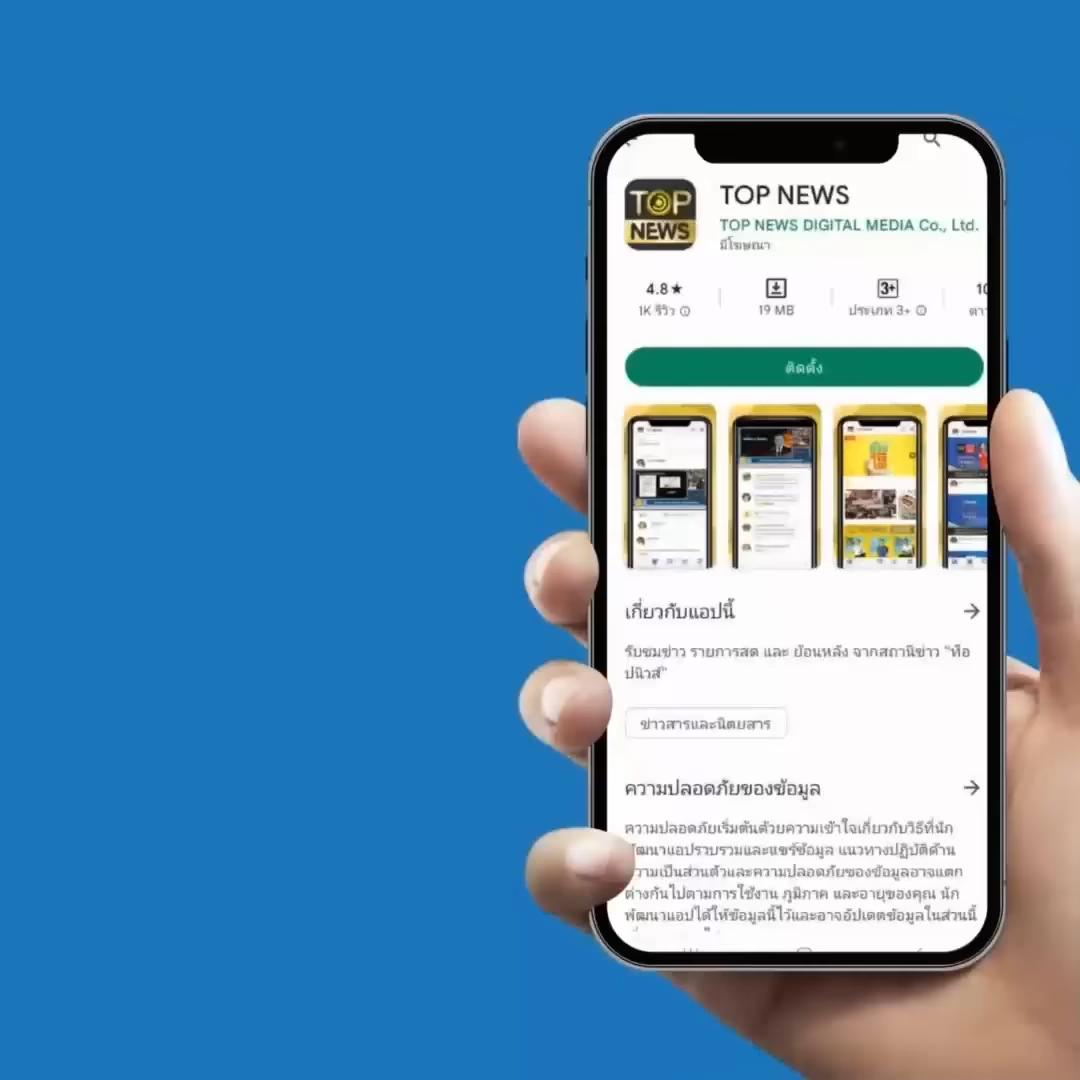 TOP
NEWS
TOP NEWS
TOP NEWS DIGITAL MEDIA Co., Ltd.
มีโฆษณา
4.8★
1K รีวิว
19 MB
3+
ประเภท 3+
10
ติดตั้ง
เกี่ยวกับแอปนี้
รับชมข่าว รายการสด และ ย้อนหลัง จากสถานีข่าว "ท็อ
ปนิวส์"
ข่าวสารและนิตยสาร
ความปลอดภัยของข้อมูล
ความปลอดภัยเริ่มต้นด้วยความเข้าใจเกี่ยวกับวิธีที่นัก
พัฒนาแอปรวบรวมและแชร์ข้อมูล แนวทางปฏิบัติด้าน
ความเป็นส่วนตัวและความปลอดภัยของข้อมูลอาจแตก
ต่างกันไปตามการใช้งาน ภูมิภาค และอายุของคุณ นัก
พัฒนาแอปได้ให้ข้อมูลนี้ไว้และอาจอัปเดตข้อมูลในส่วนนี้